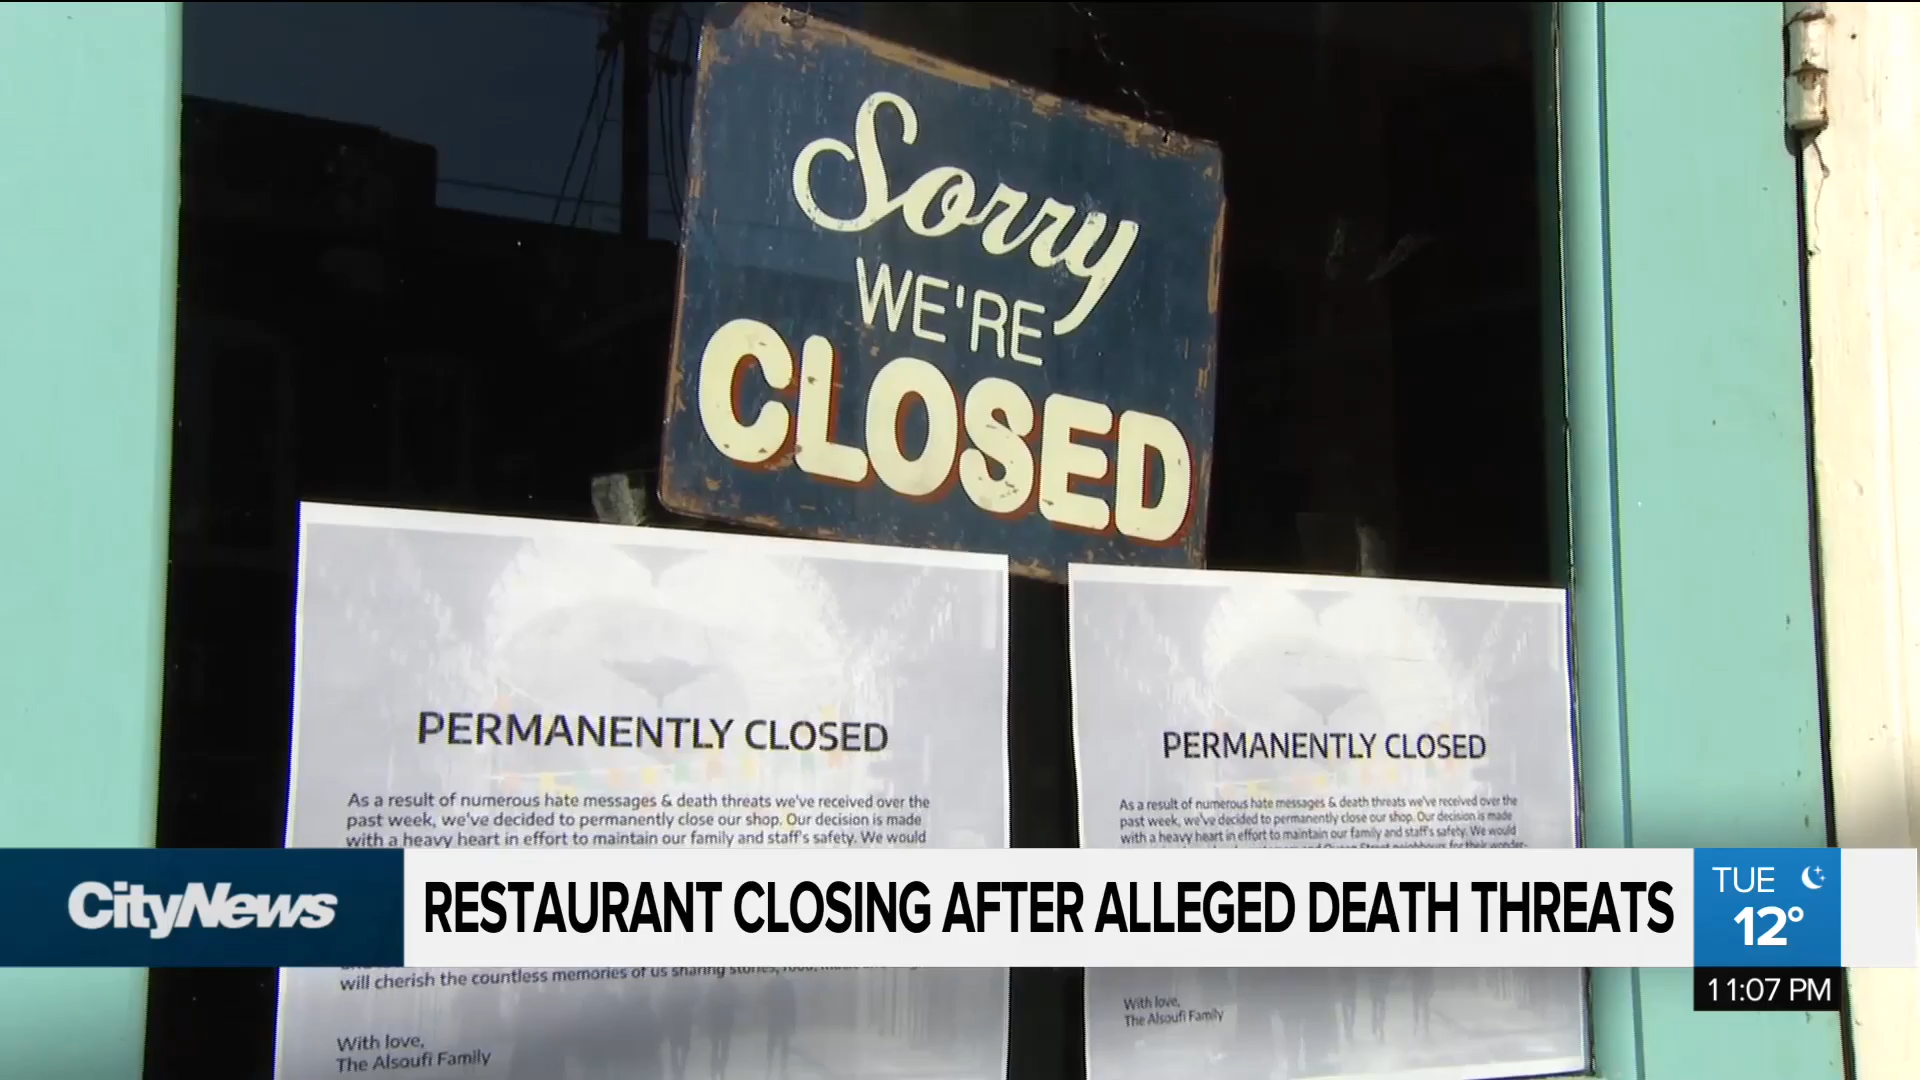 Sorry
WE'RE
CLOSED
PERMANENTLY CLOSED
As a result of numerous hate messages & death threats we've received over the
past week, we've decided to permanently close our shop. Our decision is made
with a heavy heart in effort to maintain our family and staff's safety. We would
will cherish the countless memories of us sharing stories,
With love,
The Alsoufi Family
PERMANENTLY CLOSED
As a result of numerous hate messages & death threats we've received over the
past week, we've decided to permanently close our shop. Our decision is made
with a heavy heart in effort to maintain our family and staff's safety. We would
Queen Street neighbours for their wonder-
With love,
The Alsoufi Family
CityNews
RESTAURANT CLOSING AFTER ALLEGED DEATH THREATS
TUE
12°
11:07 PM